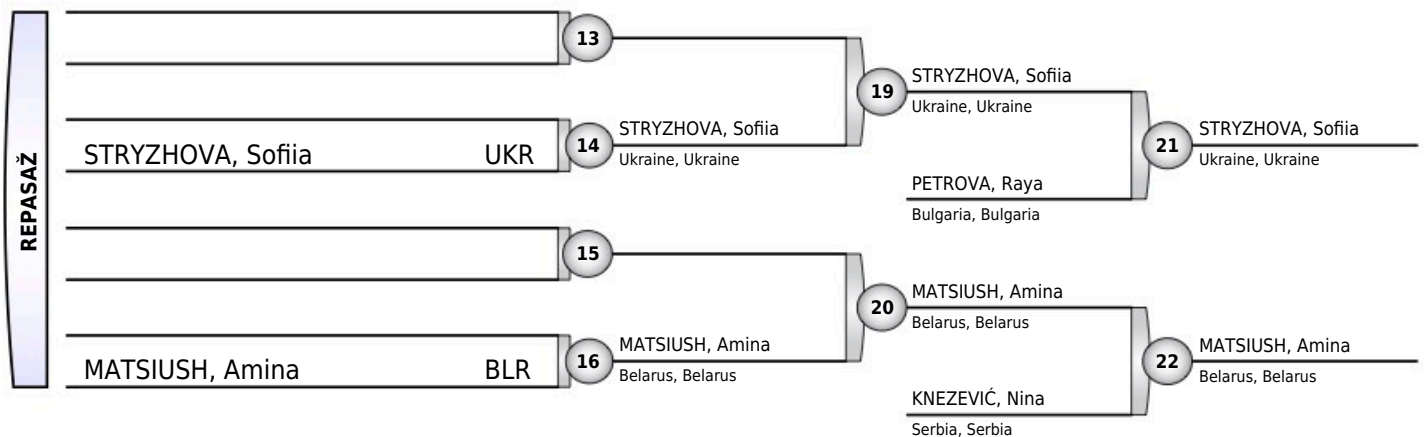 REPASAŽ
13
STRYZHOVA, Sofiia UKR
14
15
MATSIUSH, Amina BLR
16
STRYZHOVA, Sofiia
Ukraine, Ukraine
MATSIUSH, Amina
Belarus, Belarus
19
20
STRYZHOVA, Sofiia
Ukraine, Ukraine
PETROVA, Raya
Bulgaria, Bulgaria
MATSIUSH, Amina
Belarus, Belarus
KNEZEVIĆ, Nina
Serbia, Serbia
21
22
STRYZHOVA, Sofiia
Ukraine, Ukraine
MATSIUSH, Amina
Belarus, Belarus